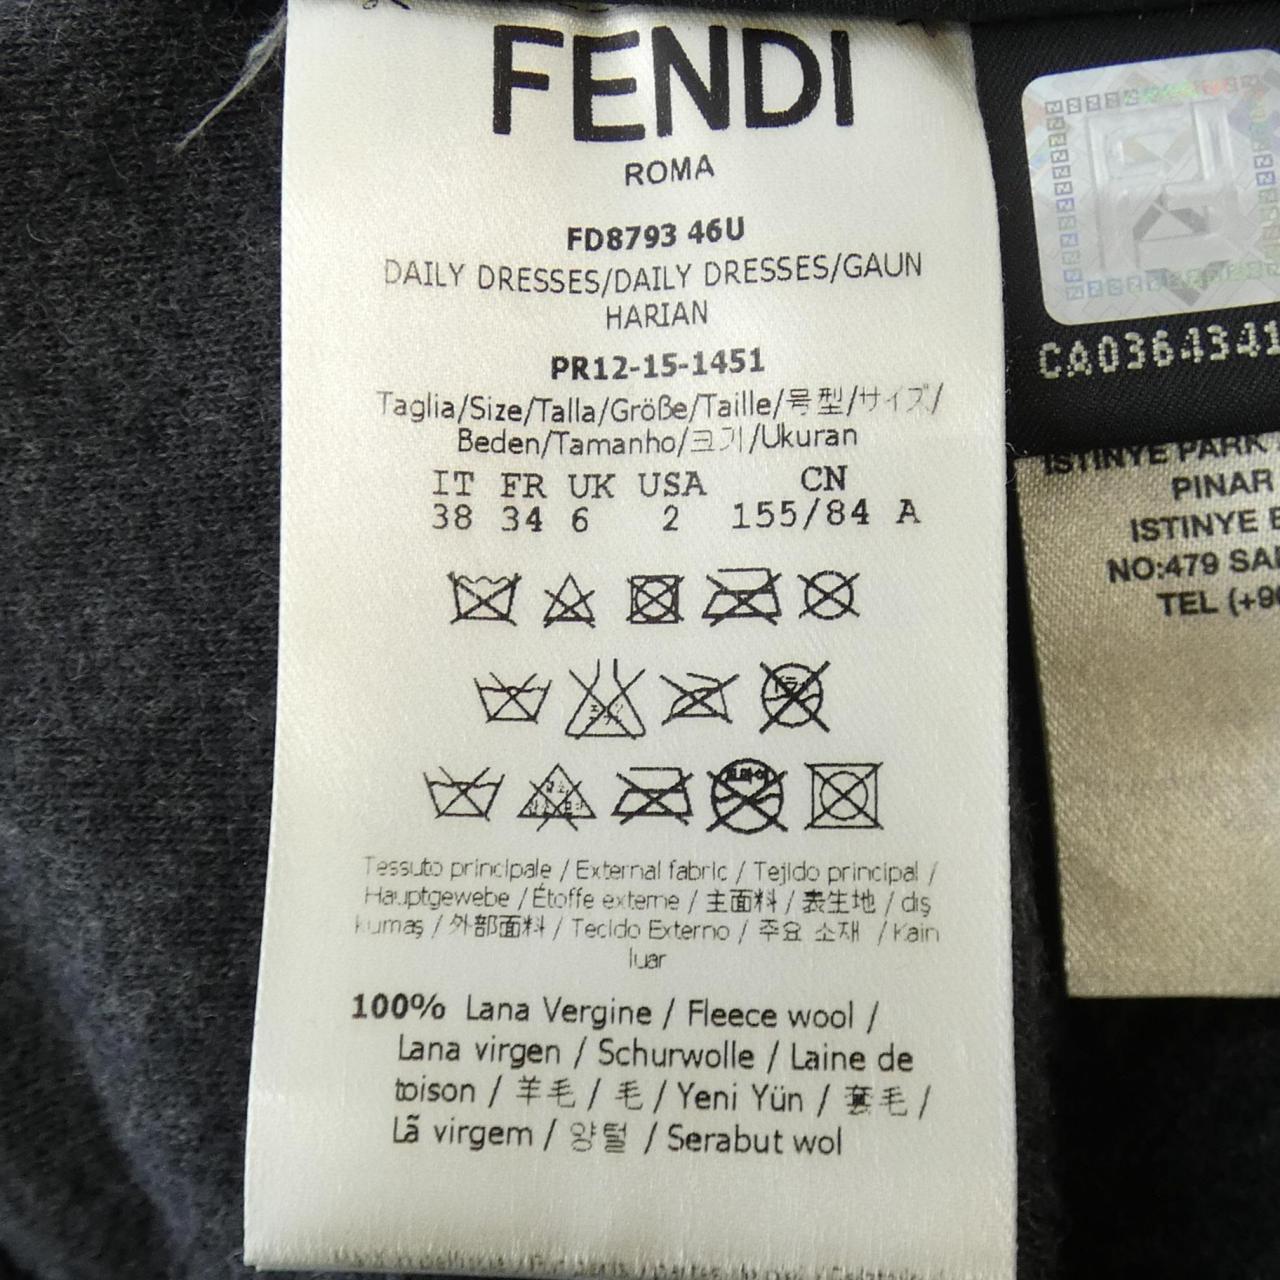 FENDI
ROMA
FD8793 46U
DAILY DRESSES/DAILY DRESSES/GAUN
HARIAN
PR12-15-1451
Taglia/Size/Talla/Größe/Taille/号型/サイズ/
Beden/Tamanho/크기/Ukuran
IT FR UK USA CN
38 34 6 2 155/84 A
Tessuto principale / External fabric / Tejido principal /
Hauptgewebe / Étoffe externe / 主面料 / 表生地 / dış
kumaş / 外部面料 / Tecido Externo / 주요 소재 / Kain
luar
100% Lana Vergine / Fleece wool /
Lana virgen / Schurwolle / Laine de
toison / 羊毛 / 毛 / Yeni Yün / 套毛 /
Lã virgem / 양털 / Serabut wol
CA0364341
ISTINYE PARK
PINAR
ISTINYE
NO:479
TEL (+90